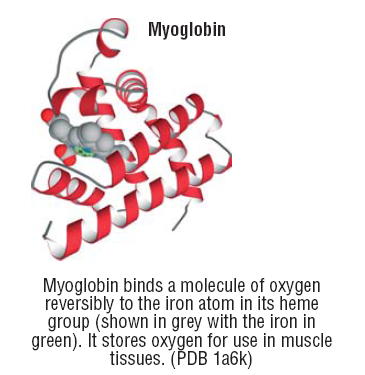 Myoglobin
Myoglobin binds a molecule of oxygen
reversibly to the iron atom in its heme
group (shown in grey with the iron in
green). It stores oxygen for use in muscle
tissues. (PDB 1a6k)